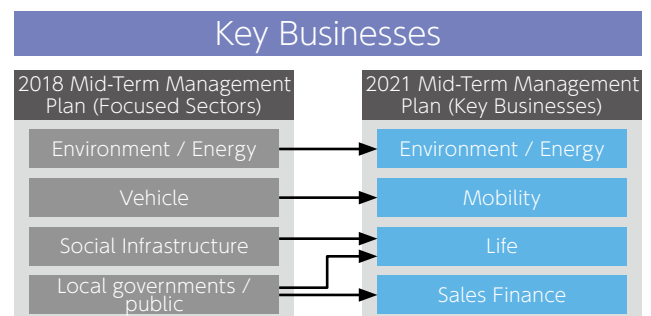 Key Businesses
2018 Mid-Term Management
Plan (Focused Sectors)
Environment / Energy
Vehicle
Social Infrastructure
Local governments /
public
2021 Mid-Term Management
Plan (Key Businesses)
Environment / Energy
Mobility
Life
Sales Finance